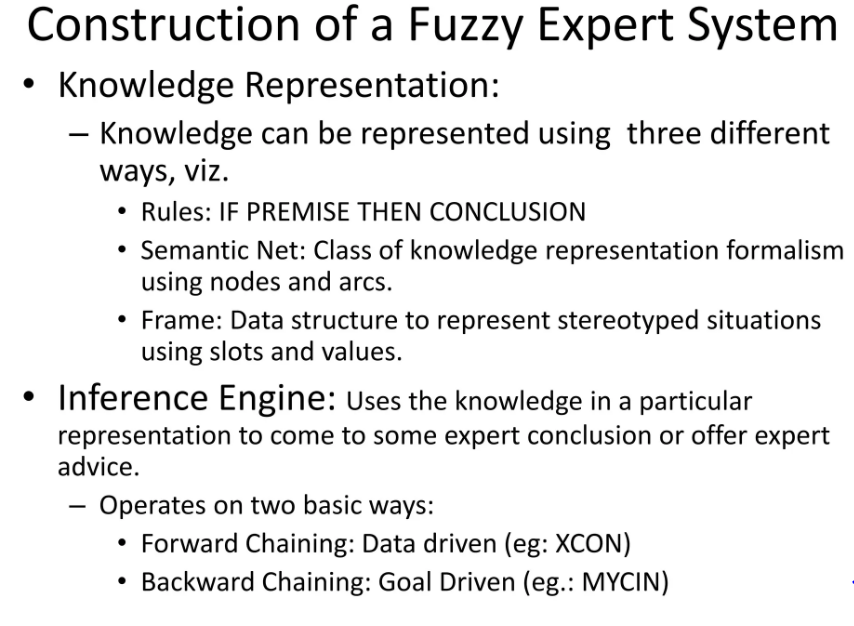 Construction of a Fuzzy Expert System
• Knowledge Representation:
– Knowledge can be represented using three different
ways, viz.
• Rules: IF PREMISE THEN CONCLUSION
• Semantic Net: Class of knowledge representation formalism
using nodes and arcs.
• Frame: Data structure to represent stereotyped situations
using slots and values.
• Inference Engine: Uses the knowledge in a particular
representation to come to some expert conclusion or offer expert
advice.
– Operates on two basic ways:
• Forward Chaining: Data driven (eg: XCON)
• Backward Chaining: Goal Driven (eg.: MYCIN)